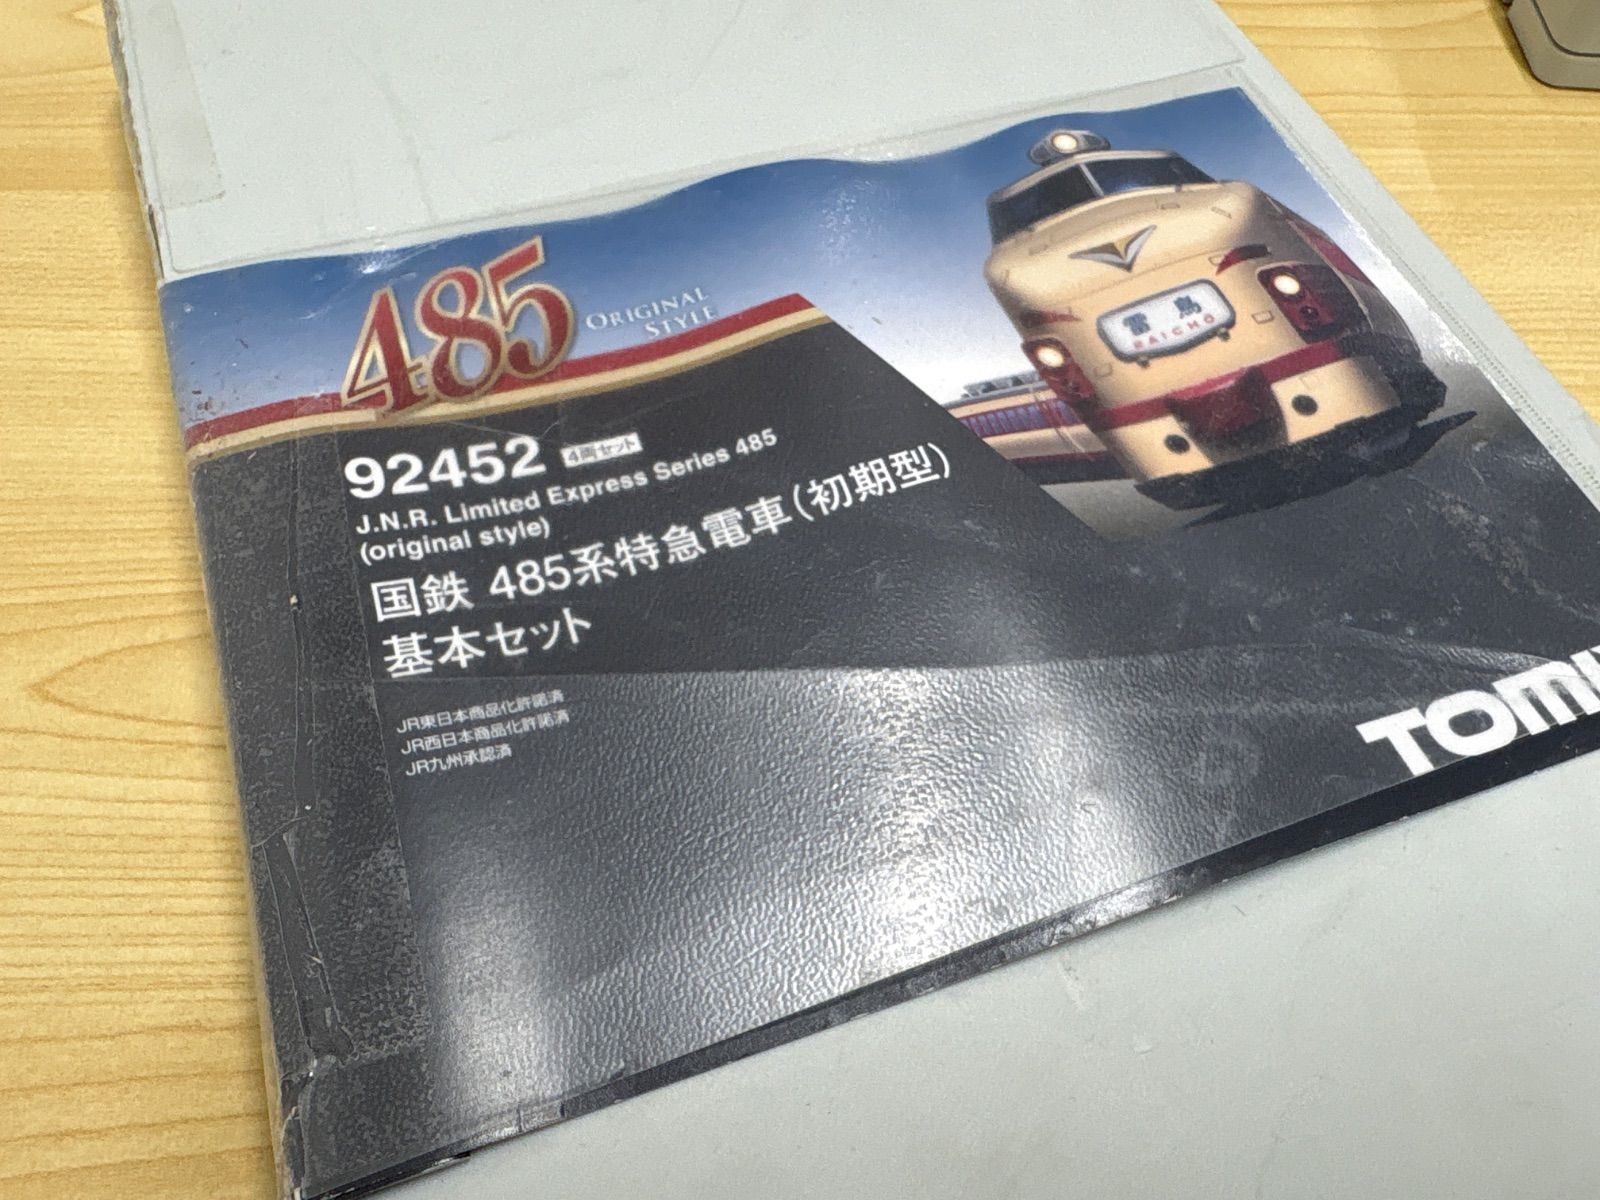 485 ORIGINAL
STYLE
雷鳥
RAICHO
92452 4両セット
J.N.R. Limited Express Series 485
(original style)
国鉄 485系特急電車(初期型)
基本セット
JR東日本商品化許諾済
JR西日本商品化許諾済
JR九州承認済
TOMI